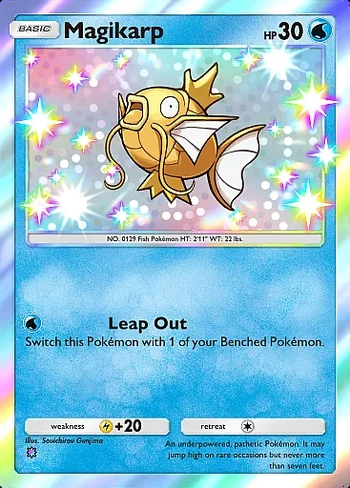 BASIC Magikarp HP 30
NO. 0129 Fish Pokémon HT: 2'11" WT: 22 lbs.
Leap Out
Switch this Pokémon with 1 of your Benched Pokémon.
weakness +20 retreat
Illus. Souichirou Gunjima
An underpowered, pathetic Pokémon. It may
jump high on rare occasions but never more
than seven feet.